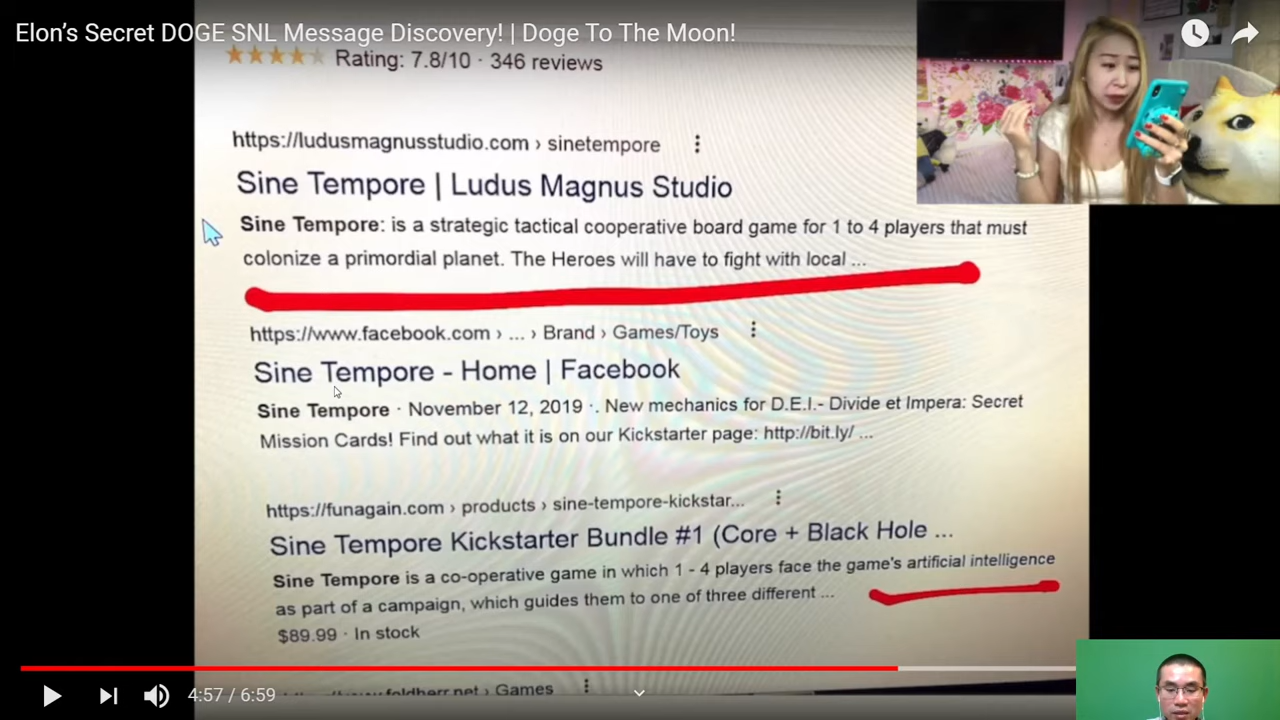 Elon’s Secret DOGE SNL Message Discovery! | Doge To The Moon!
Rating: 7.8/10 · 346 reviews
https://ludusmagnusstudio.com › sinetempore
Sine Tempore | Ludus Magnus Studio
Sine Tempore: is a strategic tactical cooperative board game for 1 to 4 players that must
colonize a primordial planet. The Heroes will have to fight with local ...
https://www.facebook.com › ... › Brand › Games/Toys
Sine Tempore - Home | Facebook
Sine Tempore · November 12, 2019 ·. New mechanics for D.E.I.- Divide et Impera: Secret
Mission Cards! Find out what it is on our Kickstarter page: http://bit.ly/ ...
https://funagain.com › products › sine-tempore-kickstar...
Sine Tempore Kickstarter Bundle #1 (Core + Black Hole ...
Sine Tempore is a co-operative game in which 1 - 4 players face the game's artificial intelligence
as part of a campaign, which guides them to one of three different ...
$89.99 · In stock
4:57 / 6:59
› Games